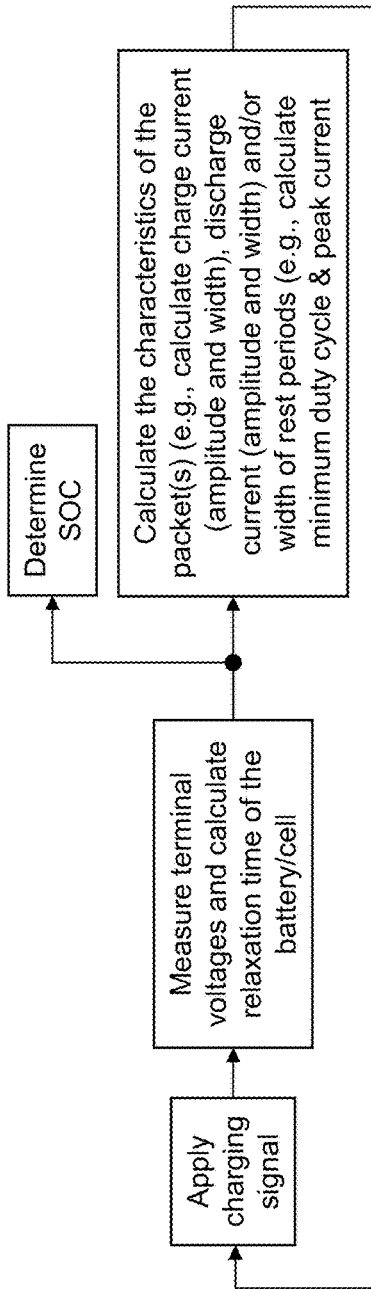 Apply
charging
signal
Measure terminal
voltages and calculate
relaxation time of the
battery/cell
Determine
SOC
Calculate the characteristics of the
packet(s) (e.g., calculate charge current
(amplitude and width), discharge
current (amplitude and width) and/or
width of rest periods (e.g., calculate
minimum duty cycle & peak current